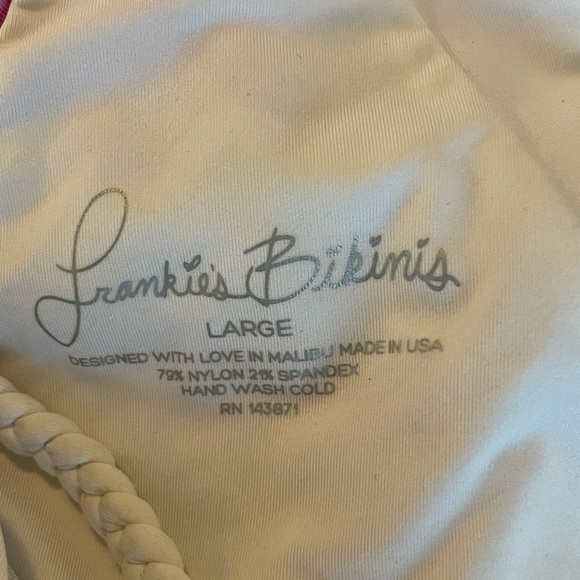 Frankie's Bikinis
LARGE
DESIGNED WITH LOVE IN MALIBU MADE IN USA
79% NYLON 21% SPANDEX
HAND WASH COLD
RN 143871